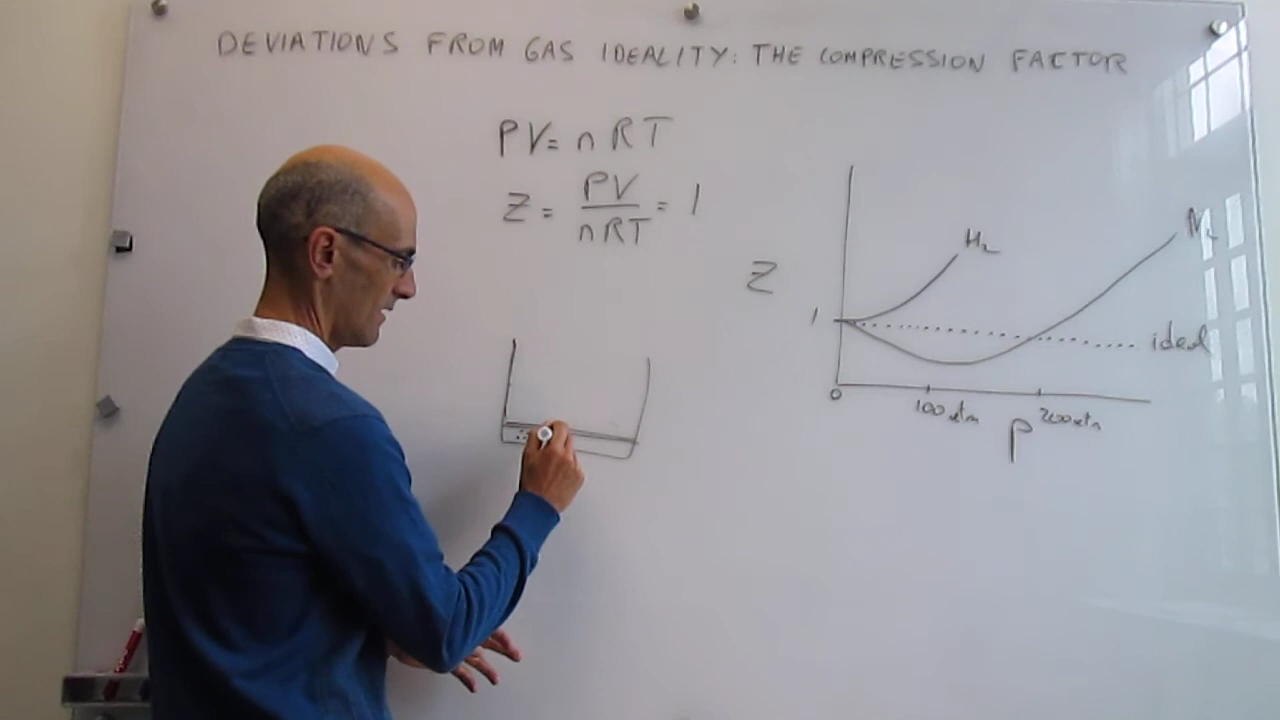 DEVIATIONS FROM GAS IDEALITY: THE COMPRESSION FACTOR
PV = nRT
Z = PV/nRT = 1
Z
1
H₂
N₂
ideal
0
100 atm
200 atm
P